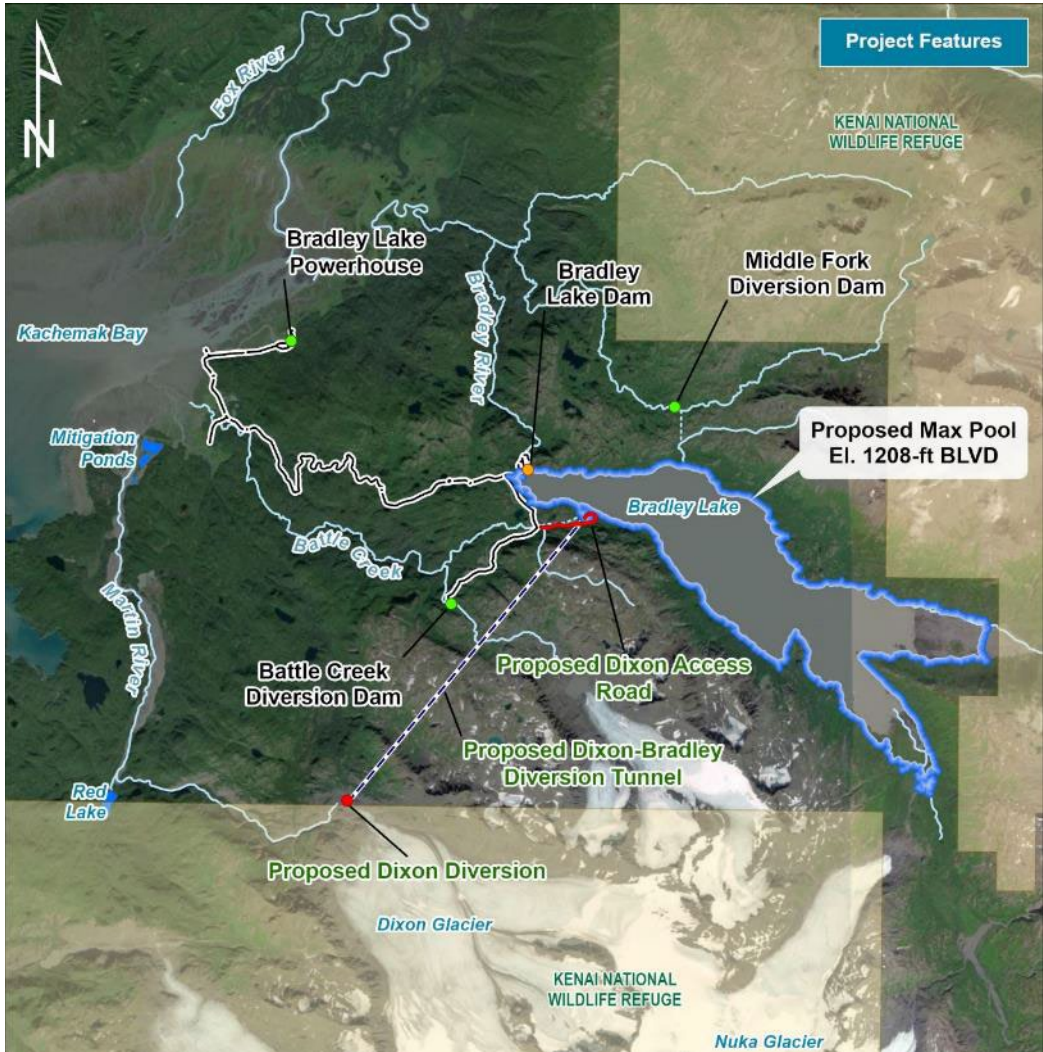 Project Features
Fox River
KENAI NATIONAL
WILDLIFE REFUGE
N
Bradley Lake
Powerhouse
Bradley
Lake Dam
Middle Fork
Diversion Dam
Bradley River
Kachemak Bay
Mitigation
Ponds
Proposed Max Pool
El. 1208-ft BLVD
Bradley Lake
Battle Creek
Martin River
Battle Creek
Diversion Dam
Proposed Dixon Access
Road
Proposed Dixon-Bradley
Diversion Tunnel
Red
Lake
Proposed Dixon Diversion
Dixon Glacier
KENAI NATIONAL
WILDLIFE REFUGE
Nuka Glacier